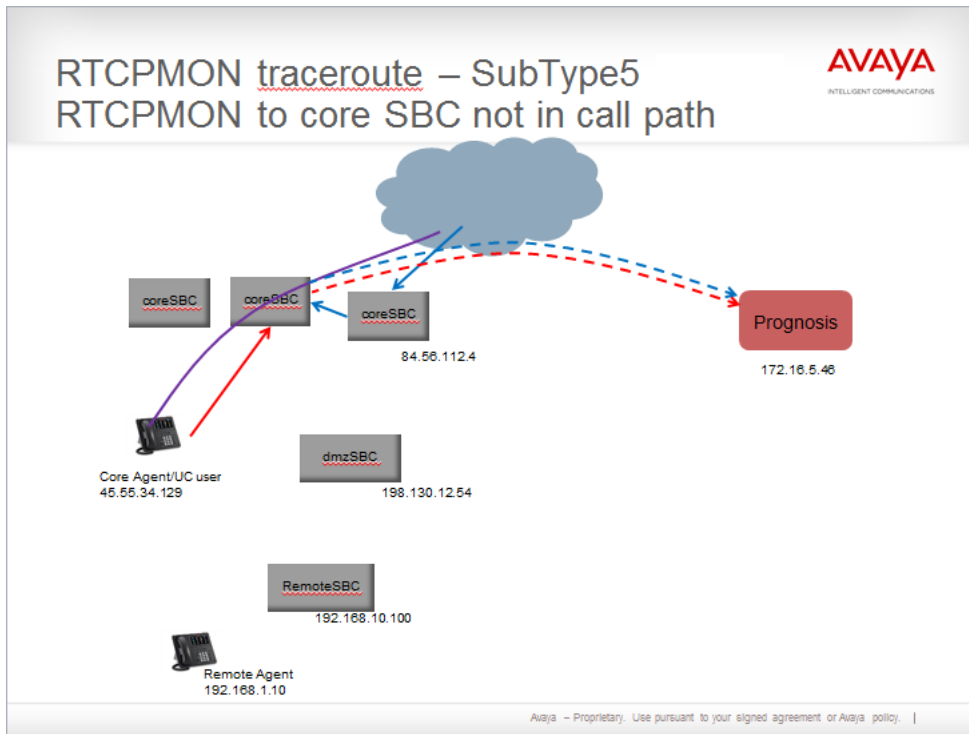 RTCPMON traceroute – SubType5
RTCPMON to core SBC not in call path
AVAYA
INTELLIGENT COMMUNICATIONS
coreSBC
coreSBC
coreSBC
84.56.112.4
Prognosis
172.16.5.46
Core Agent/UC user
45.55.34.129
dmzSBC
198.130.12.54
RemoteSBC
192.168.10.100
Remote Agent
192.168.1.10
Avaya – Proprietary. Use pursuant to your signed agreement or Avaya policy. |